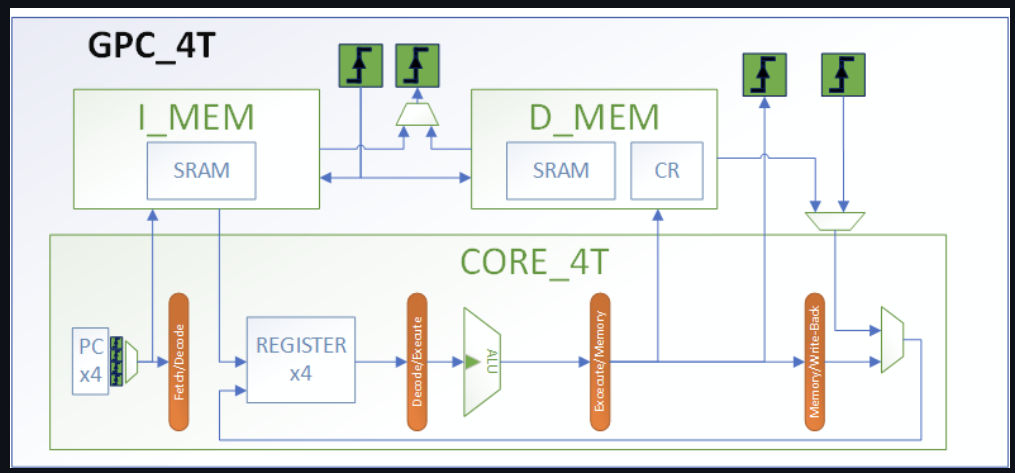 GPC_4T
I_MEM
SRAM
D_MEM
SRAM
CR
CORE_4T
PC
x4
Fetch/Decode
REGISTER
x4
Decode/Execute
ALU
Excecute/Memory
Memory/Write-Back